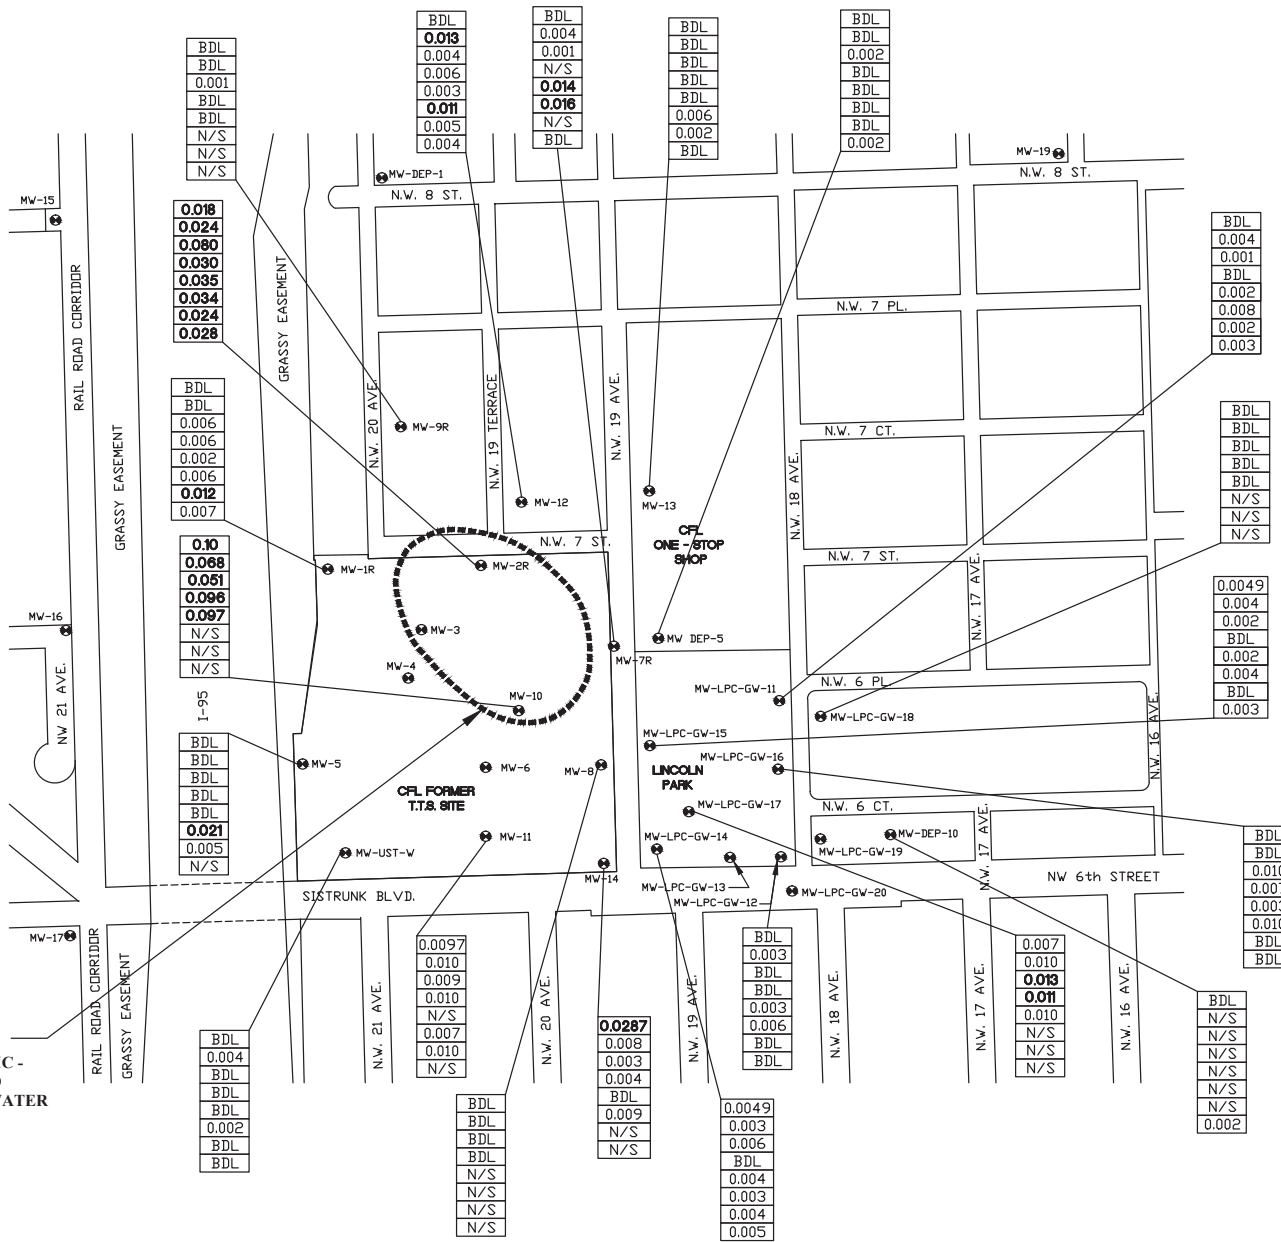 BDL
0.013
0.004
0.006
0.003
0.011
0.005
0.004
BDL
0.004
0.001
N/S
0.014
0.016
N/S
BDL
BDL
BDL
BDL
BDL
BDL
0.006
0.002
BDL
BDL
BDL
0.002
BDL
BDL
BDL
0.002
BDL
BDL
0.001
BDL
BDL
N/S
N/S
N/S
MW-DEP-1
N.W. 8 ST.
MW-19
N.W. 8 ST.
MW-15
0.018
0.024
0.080
0.030
0.035
0.034
0.024
0.028
BDL
0.004
0.001
BDL
0.002
0.008
0.002
0.003
RAIL ROAD CORRIDOR
GRASSY EASEMENT
GRASSY EASEMENT
N.W. 7 PL.
N.W. 20 AVE.
N.W. 19 TERRACE
N.W. 19 AVE.
N.W. 18 AVE.
BDL
BDL
0.006
0.006
0.002
0.006
0.012
0.007
BDL
BDL
BDL
BDL
BDL
N/S
N/S
N/S
MW-9R
N.W. 7 CT.
MW-12
MW-13
CFL
ONE - STOP
SHOP
N.W. 7 ST.
N.W. 7 ST.
0.10
0.068
0.051
0.096
0.097
N/S
N/S
N/S
MW-1R
MW-2R
N.W. 17 AVE.
0.0049
0.004
0.002
BDL
0.002
0.004
BDL
0.003
MW-16
MW-3
MW DEP-5
MW-7R
MW-4
N.W. 6 PL.
NW 21 AVE.
I-95
MW-10
MW-LPC-GW-11
MW-LPC-GW-18
N.W. 16 AVE.
MW-LPC-GW-15
BDL
BDL
BDL
BDL
BDL
0.021
0.005
N/S
MW-5
MW-6
MW-8
LINCOLN
PARK
MW-LPC-GW-16
CFL FORMER
T.T.S. SITE
MW-LPC-GW-17
N.W. 6 CT.
MW-11
MW-LPC-GW-14
MW-DEP-10
MW-UST-W
MW-LPC-GW-19
N.W. 17 AVE.
MW-14
MW-LPC-GW-13
MW-LPC-GW-12
MW-LPC-GW-20
NW 6th STREET
SISTRUNK BLVD.
BDL
BDL
0.010
0.007
0.003
0.010
BDL
BDL
MW-17
RAIL ROAD CORRIDOR
GRASSY EASEMENT
N.W. 21 AVE.
N.W. 20 AVE.
N.W. 19 AVE.
N.W. 18 AVE.
N.W. 17 AVE.
N.W. 16 AVE.
0.0097
0.010
0.009
0.010
N/S
0.007
0.010
N/S
BDL
0.003
BDL
BDL
0.003
0.006
BDL
BDL
0.007
0.010
0.013
0.011
0.010
N/S
N/S
N/S
BDL
N/S
N/S
N/S
N/S
N/S
N/S
0.002
0.0287
0.008
0.003
0.004
BDL
0.009
N/S
N/S
BDL
0.004
BDL
BDL
BDL
0.002
BDL
BDL
IC -
ATER
BDL
BDL
BDL
BDL
N/S
N/S
N/S
N/S
0.0049
0.003
0.006
BDL
0.004
0.003
0.004
0.005